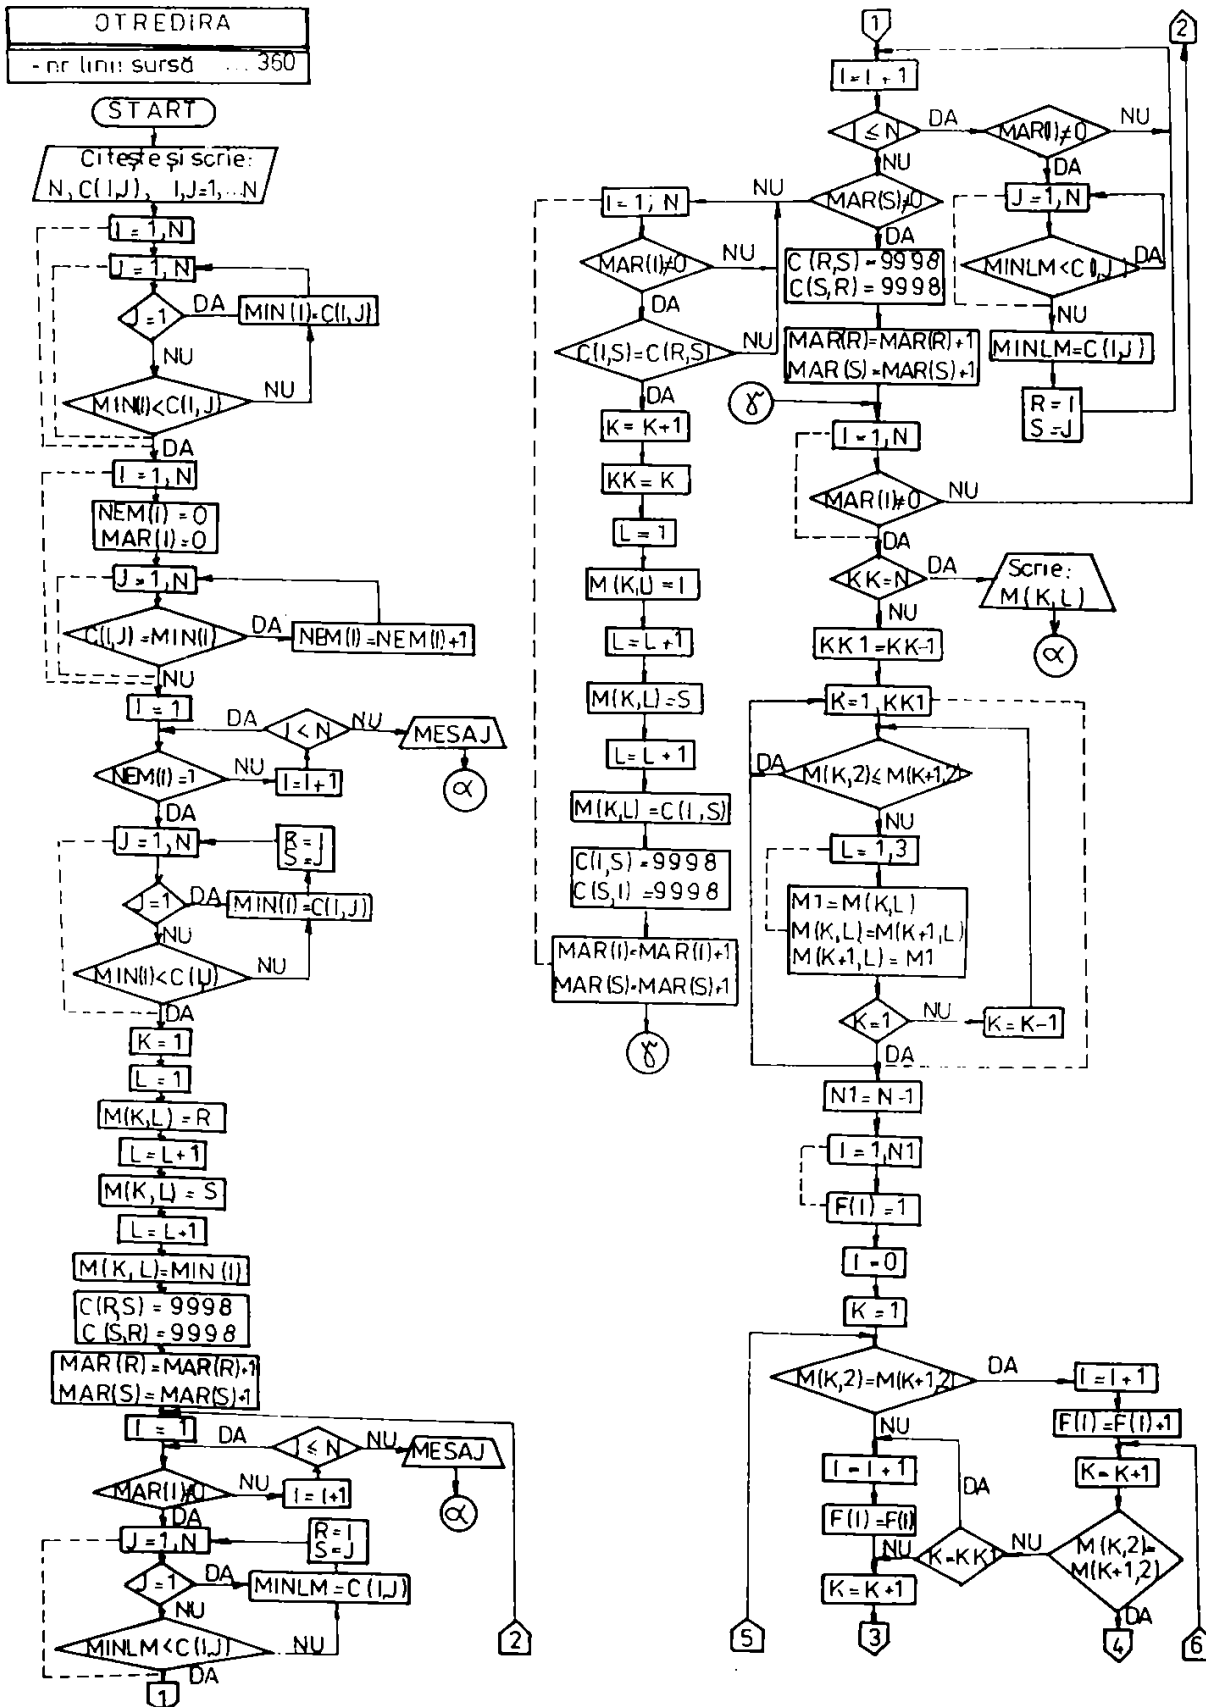 OTREDIRA
- nr linii sursă ... 360
START
Citește și scrie:
N, C(I,J), I,J=1,...N
I=1,N
J=1,N
J=1
DA
MIN(I)=C(I,J)
NU
MIN(I)<C(I,J)
NU
DA
I=1,N
NEM(I)=0
MAR(I)=0
J=1,N
C(I,J)=MIN(I)
DA
NEM(I)=NEM(I)+1
NU
I=1
DA
I<N
NU
MESAJ
NEM(I)=1
NU
I=I+1
α
DA
J=1,N
R=I
S=J
J=1
DA
MIN(I)=C(I,J)
NU
MIN(I)<C(I,J)
NU
DA
K=1
L=1
M(K,L)=R
L=L+1
M(K,L)=S
L=L+1
M(K,L)=MIN(I)
C(R,S)=9998
C(S,R)=9998
MAR(R)=MAR(R)+1
MAR(S)=MAR(S)+1
I=1
DA
I≤N
NU
MESAJ
MAR(I)≠0
NU
I=I+1
α
DA
J=1,N
R=I
S=J
J=1
DA
MINLM=C(I,J)
NU
MINLM<C(I,J)
NU
DA
1
2
I=1,N
MAR(I)≠0
NU
DA
C(I,S)=C(R,S)
NU
DA
K=K+1
KK=K
L=1
M(K,L)=I
L=L+1
M(K,L)=S
L=L+1
M(K,L)=C(I,S)
C(I,S)=9998
C(S,I)=9998
MAR(I)=MAR(I)+1
MAR(S)=MAR(S)+1
γ
1
2
I=I+1
I≤N
DA
MAR(I)≠0
NU
NU
DA
MAR(S)≠0
NU
J=1,N
DA
C(R,S)=9998
C(S,R)=9998
MINLM<C(I,J)
DA
NU
MAR(R)=MAR(R)+1
MAR(S)=MAR(S)+1
MINLM=C(I,J)
R=I
S=J
γ
I=1,N
MAR(I)≠0
NU
DA
KK=N
DA
Scrie:
M(K,L)
α
NU
KK1=KK-1
K=1,KK1
DA
M(K,2)≤M(K+1,2)
NU
L=1,3
M1=M(K,L)
M(K,L)=M(K+1,L)
M(K+1,L)=M1
K=1
NU
K=K-1
DA
N1=N-1
I=1,N1
F(I)=1
I=0
K=1
M(K,2)=M(K+1,2)
DA
I=I+1
F(I)=F(I)+1
NU
I=I+1
DA
K=K+1
F(I)=F(I)
NU
K=KK1
NU
M(K,2)=
M(K+1,2)
K=K+1
DA
5
3
4
6